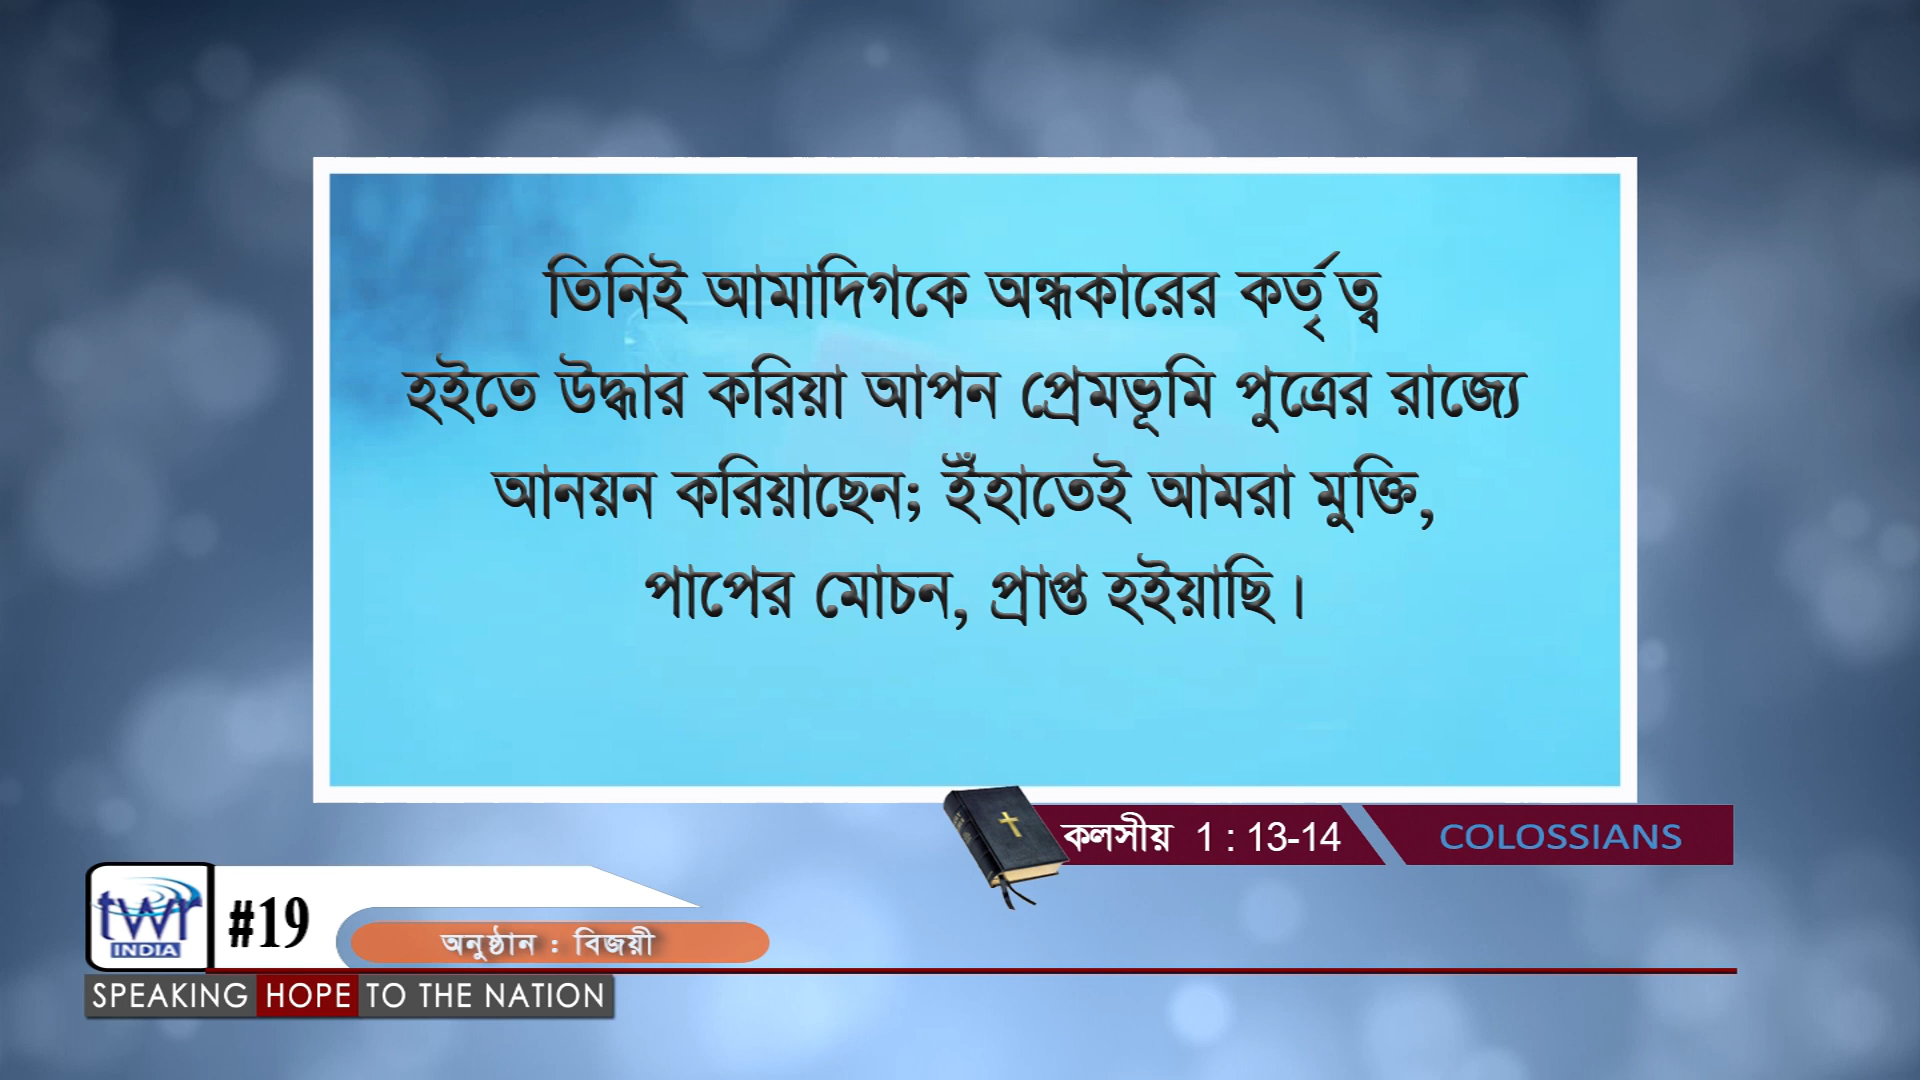 তিনিই আমাদিগকে অন্ধকারের কর্তৃত্ব
হইতে উদ্ধার করিয়া আপন প্রেমভূমি পুত্রের রাজ্যে
আনয়ন করিয়াছেন; ইঁহাতেই আমরা মুক্তি,
পাপের মোচন, প্রাপ্ত হইয়াছি।
কলসীয় 1 : 13-14
COLOSSIANS
twr
INDIA
#19
অনুষ্ঠান : বিজয়ী
SPEAKING HOPE TO THE NATION